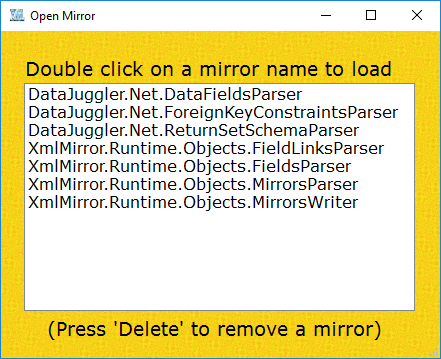 Open Mirror
Double click on a mirror name to load
DataJuggler.Net.DataFieldsParser
DataJuggler.Net.ForeignKeyConstraintsParser
DataJuggler.Net.ReturnSetSchemaParser
XmlMirror.Runtime.Objects.FieldLinksParser
XmlMirror.Runtime.Objects.FieldsParser
XmlMirror.Runtime.Objects.MirrorsParser
XmlMirror.Runtime.Objects.MirrorsWriter
(Press 'Delete' to remove a mirror)